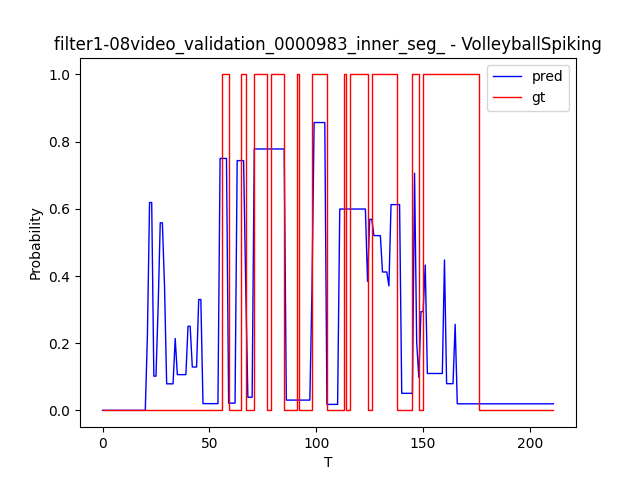 filter1-08video_validation_0000983_inner_seg_ - VolleyballSpiking
pred
gt
1.0
0.8
0.6
0.4
0.2
0.0
Probability
0
50
100
150
200
T